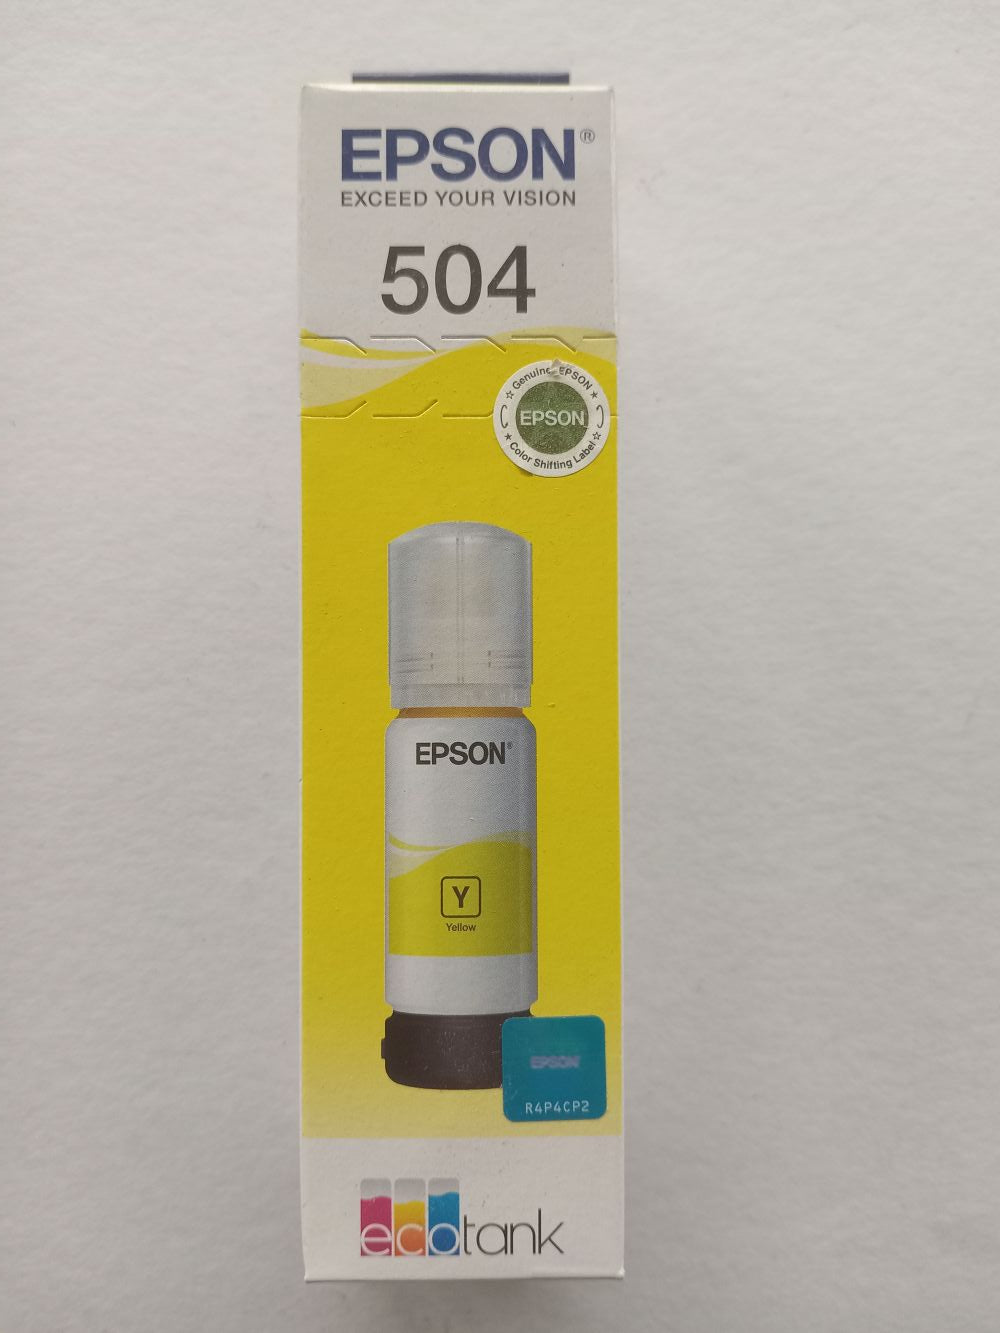 EPSON®
EXCEED YOUR VISION
504
Genuine EPSON
EPSON
Color Shifting Label
EPSON®
Y
Yellow
EPSON
R4P4CP2
ecotank